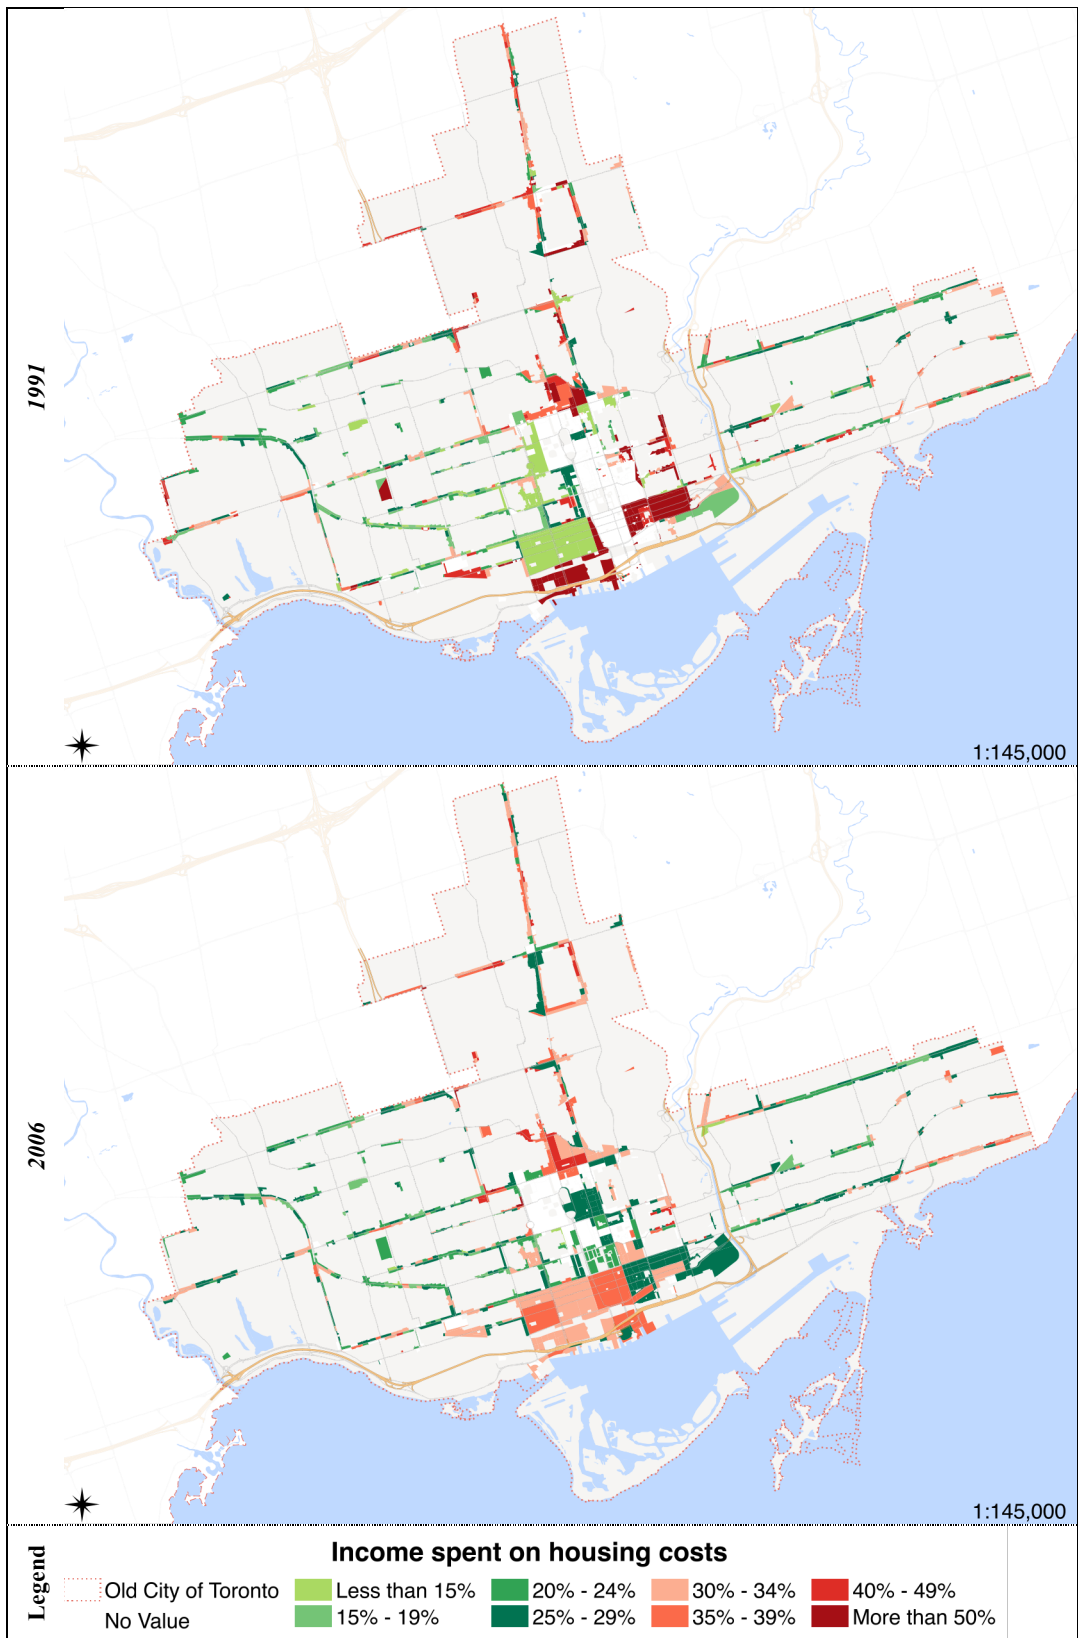 1991
1:145,000
2006
1:145,000
Legend
Income spent on housing costs
Old City of Toronto
Less than 15%
20% - 24%
30% - 34%
40% - 49%
No Value
15% - 19%
25% - 29%
35% - 39%
More than 50%